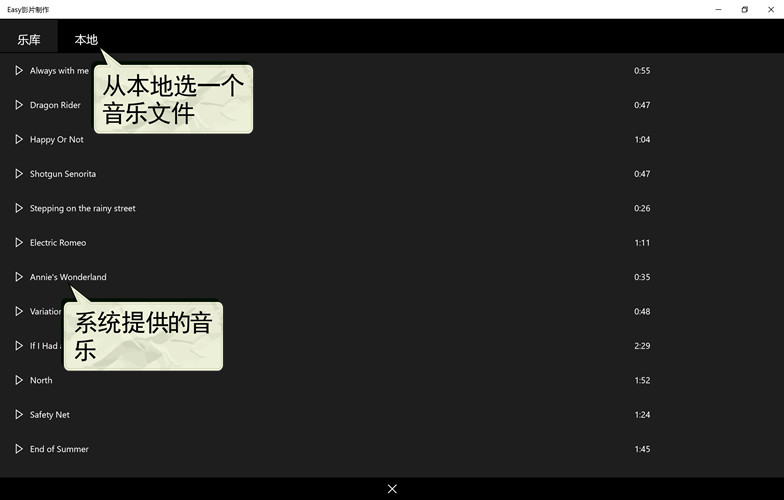 Easy影片制作
乐库 本地
Always with me 0:55
从本地选一个
音乐文件
Dragon Rider 0:47
Happy Or Not 1:04
Shotgun Senorita 0:47
Stepping on the rainy street 0:26
Electric Romeo 1:11
Annie's Wonderland 0:35
Variation 0:48
系统提供的音
乐
If I Had 2:29
North 1:52
Safety Net 1:24
End of Summer 1:45